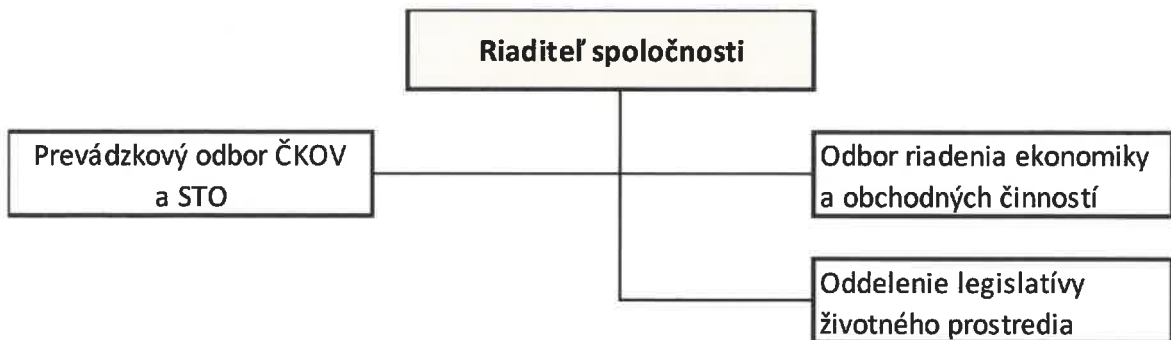 Riaditeľ spoločnosti
Prevádzkový odbor ČKOV
a STO
Odbor riadenia ekonomiky
a obchodných činností
Oddelenie legislatívy
životného prostredia